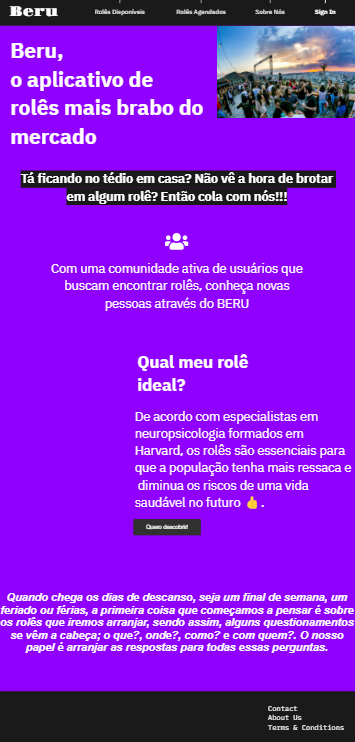 Beru
Rolês Disponíveis
Rolês Agendados
Sobre Nós
Sign In
Beru,
o aplicativo de
rolês mais brabo do
mercado
Tá ficando no tédio em casa? Não vê a hora de brotar
em algum rolê? Então cola com nós!!!
Com uma comunidade ativa de usuários que
buscam encontrar rolês, conheça novas
pessoas através do BERU
Qual meu rolê
ideal?
De acordo com especialistas em
neuropsicologia formados em
Harvard, os rolês são essenciais para
que a população tenha mais ressaca e
diminua os riscos de uma vida
saudável no futuro 👍.
Quero descobrir!
Quando chega os dias de descanso, seja um final de semana, um
feriado ou férias, a primeira coisa que começamos a pensar é sobre
os rolês que iremos arranjar, sendo assim, alguns questionamentos
se vêm a cabeça; o que?, onde?, como? e com quem?. O nosso
papel é arranjar as respostas para todas essas perguntas.
Contact
About Us
Terms & Conditions